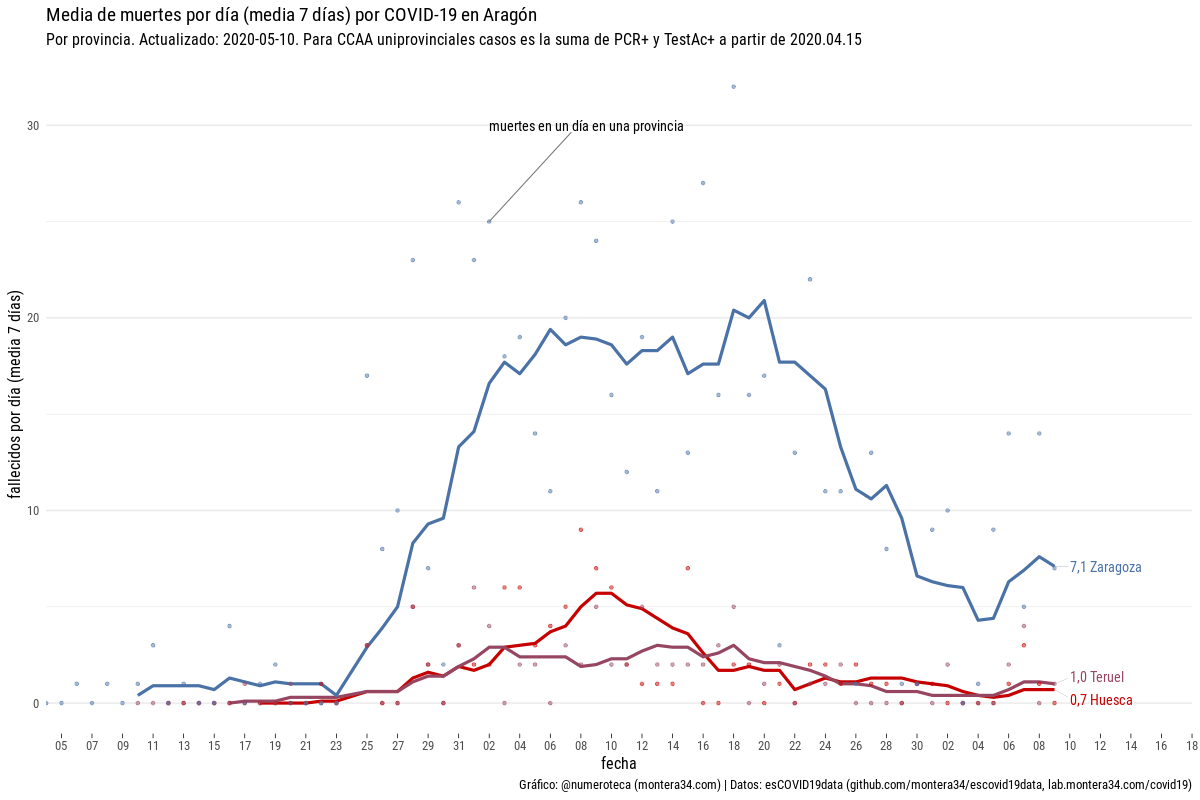 Media de muertes por día (media 7 días) por COVID-19 en Aragón
Por provincia. Actualizado: 2020-05-10. Para CCAA uniprovinciales casos es la suma de PCR+ y TestAc+ a partir de 2020.04.15
fallecidos por día (media 7 días)
30
20
10
0
muertes en un día en una provincia
7,1 Zaragoza
1,0 Teruel
0,7 Huesca
05 07 09 11 13 15 17 19 21 23 25 27 29 31 02 04 06 08 10 12 14 16 18 20 22 24 26 28 30 02 04 06 08 10 12 14 16 18
fecha
Gráfico: @numeroteca (montera34.com) | Datos: esCOVID19data (github.com/montera34/escovid19data, lab.montera34.com/covid19)